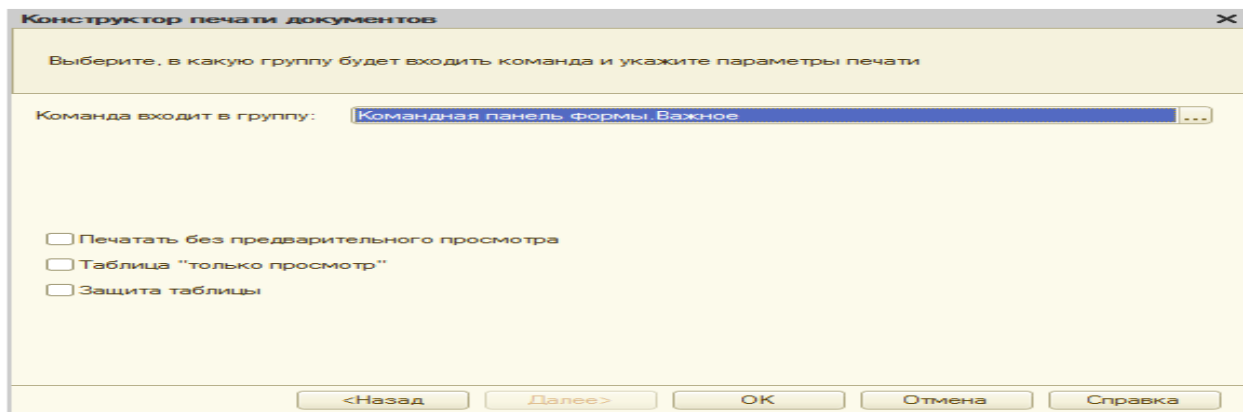 Конструктор печати документов
Выберите, в какую группу будет входить команда и укажите параметры печати
Команда входит в группу: Командная панель формы.Важное ...
Печатать без предварительного просмотра
Таблица "только просмотр"
Защита таблицы
<Назад Далее> ОК Отмена Справка